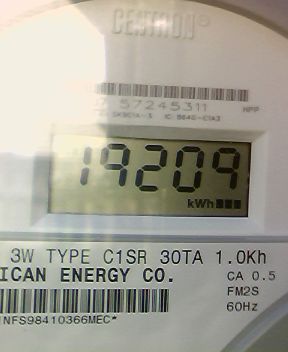 CENTRON®
57245311
HPP
19209
kWh
3W TYPE C1SR 30TA 1.0Kh
ICAN ENERGY CO.
CA 0.5
FM2S
60Hz
NFS98410366MEC*